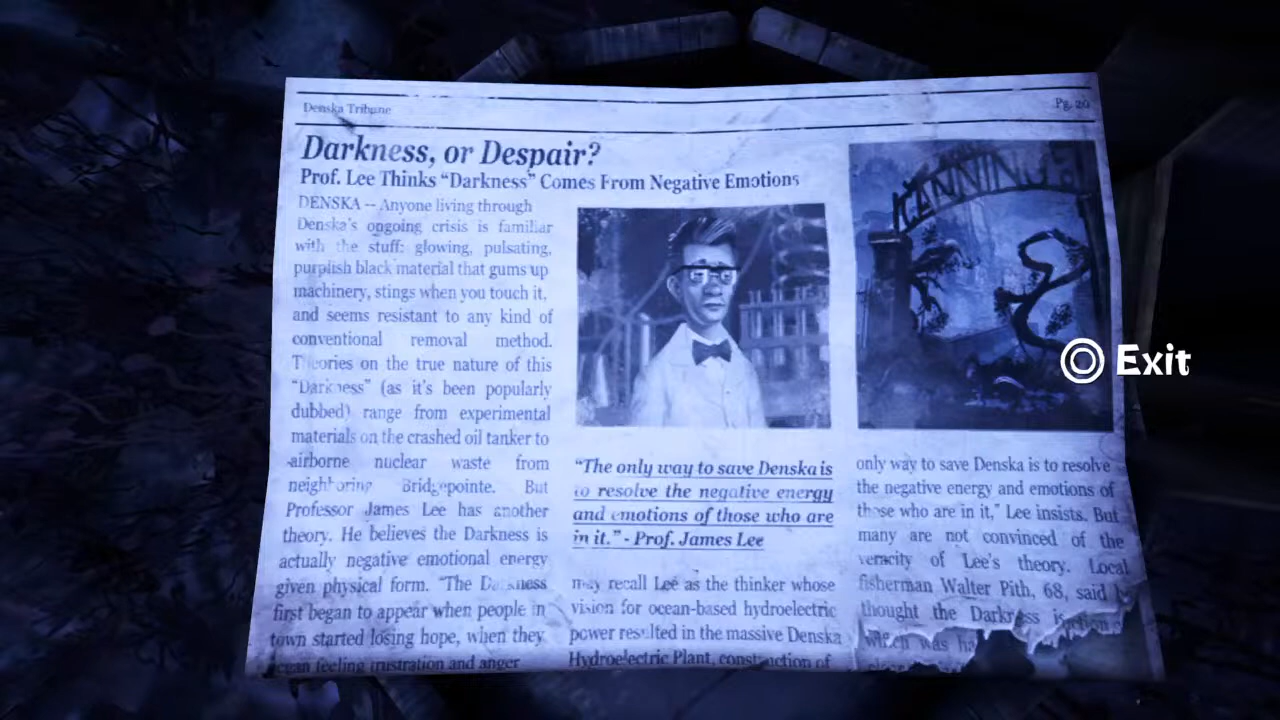 Denska Tribune
Pg. 20
Darkness, or Despair?
Prof. Lee Thinks “Darkness” Comes From Negative Emotions
DENSKA -- Anyone living through
Denska's ongoing crisis is familiar
with the stuff: glowing, pulsating,
purplish black material that gums up
machinery, stings when you touch it,
and seems resistant to any kind of
conventional removal method.
Theories on the true nature of this
“Darkness” (as it's been popularly
dubbed) range from experimental
materials on the crashed oil tanker to
airborne nuclear waste from
neighboring Bridgepointe. But
Professor James Lee has another
theory. He believes the Darkness is
actually negative emotional energy
given physical form. “The Darkness
first began to appear when people in
town started losing hope, when they
began feeling frustration and anger
“The only way to save Denska is
to resolve the negative energy
and emotions of those who are
in it.” - Prof. James Lee
may recall Lee as the thinker whose
vision for ocean-based hydroelectric
power resulted in the massive Denska
Hydroelectric Plant, construction of
CANNING
only way to save Denska is to resolve
the negative energy and emotions of
those who are in it,” Lee insists. But
many are not convinced of the
veracity of Lee's theory. Local
fisherman Walter Pith, 68, said
thought the Darkness
When was
Exit